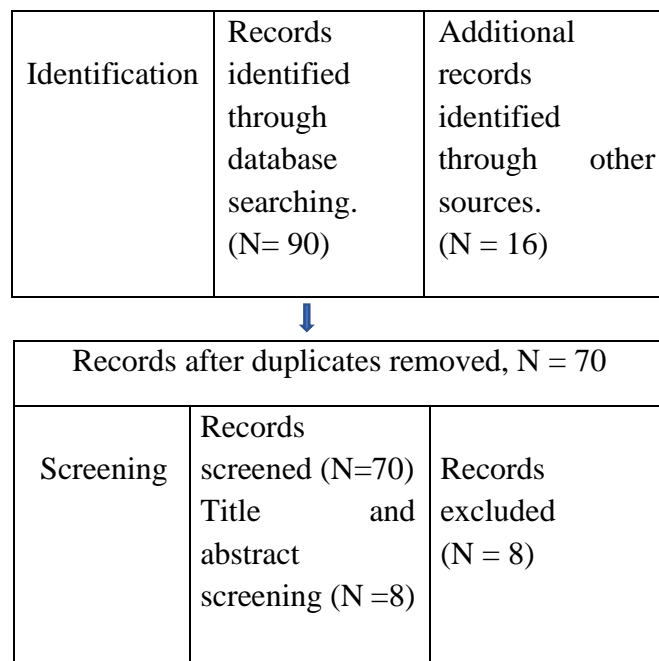 Identification
Records
identified
through
database
searching.
(N= 90)
Additional
records
identified
through other
sources.
(N = 16)
Records after duplicates removed, N = 70
Screening
Records
screened (N=70)
Title and
abstract
screening (N =8)
Records
excluded
(N = 8)